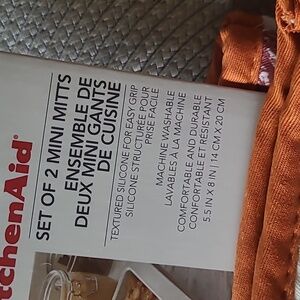 tchenAid®
SET OF 2 MINI MITTS
ENSEMBLE DE
DEUX MINI GANTS
DE CUISINE
TEXTURED SILICONE FOR EASY GRIP
SILICONE STRUCTURÉE POUR
PRISE FACILE
MACHINE WASHABLE
LAVABLES À LA MACHINE
COMFORTABLE AND DURABLE
CONFORTABLE ET RÉSISTANT
5.5 IN X 8 IN | 14 CM X 20 CM